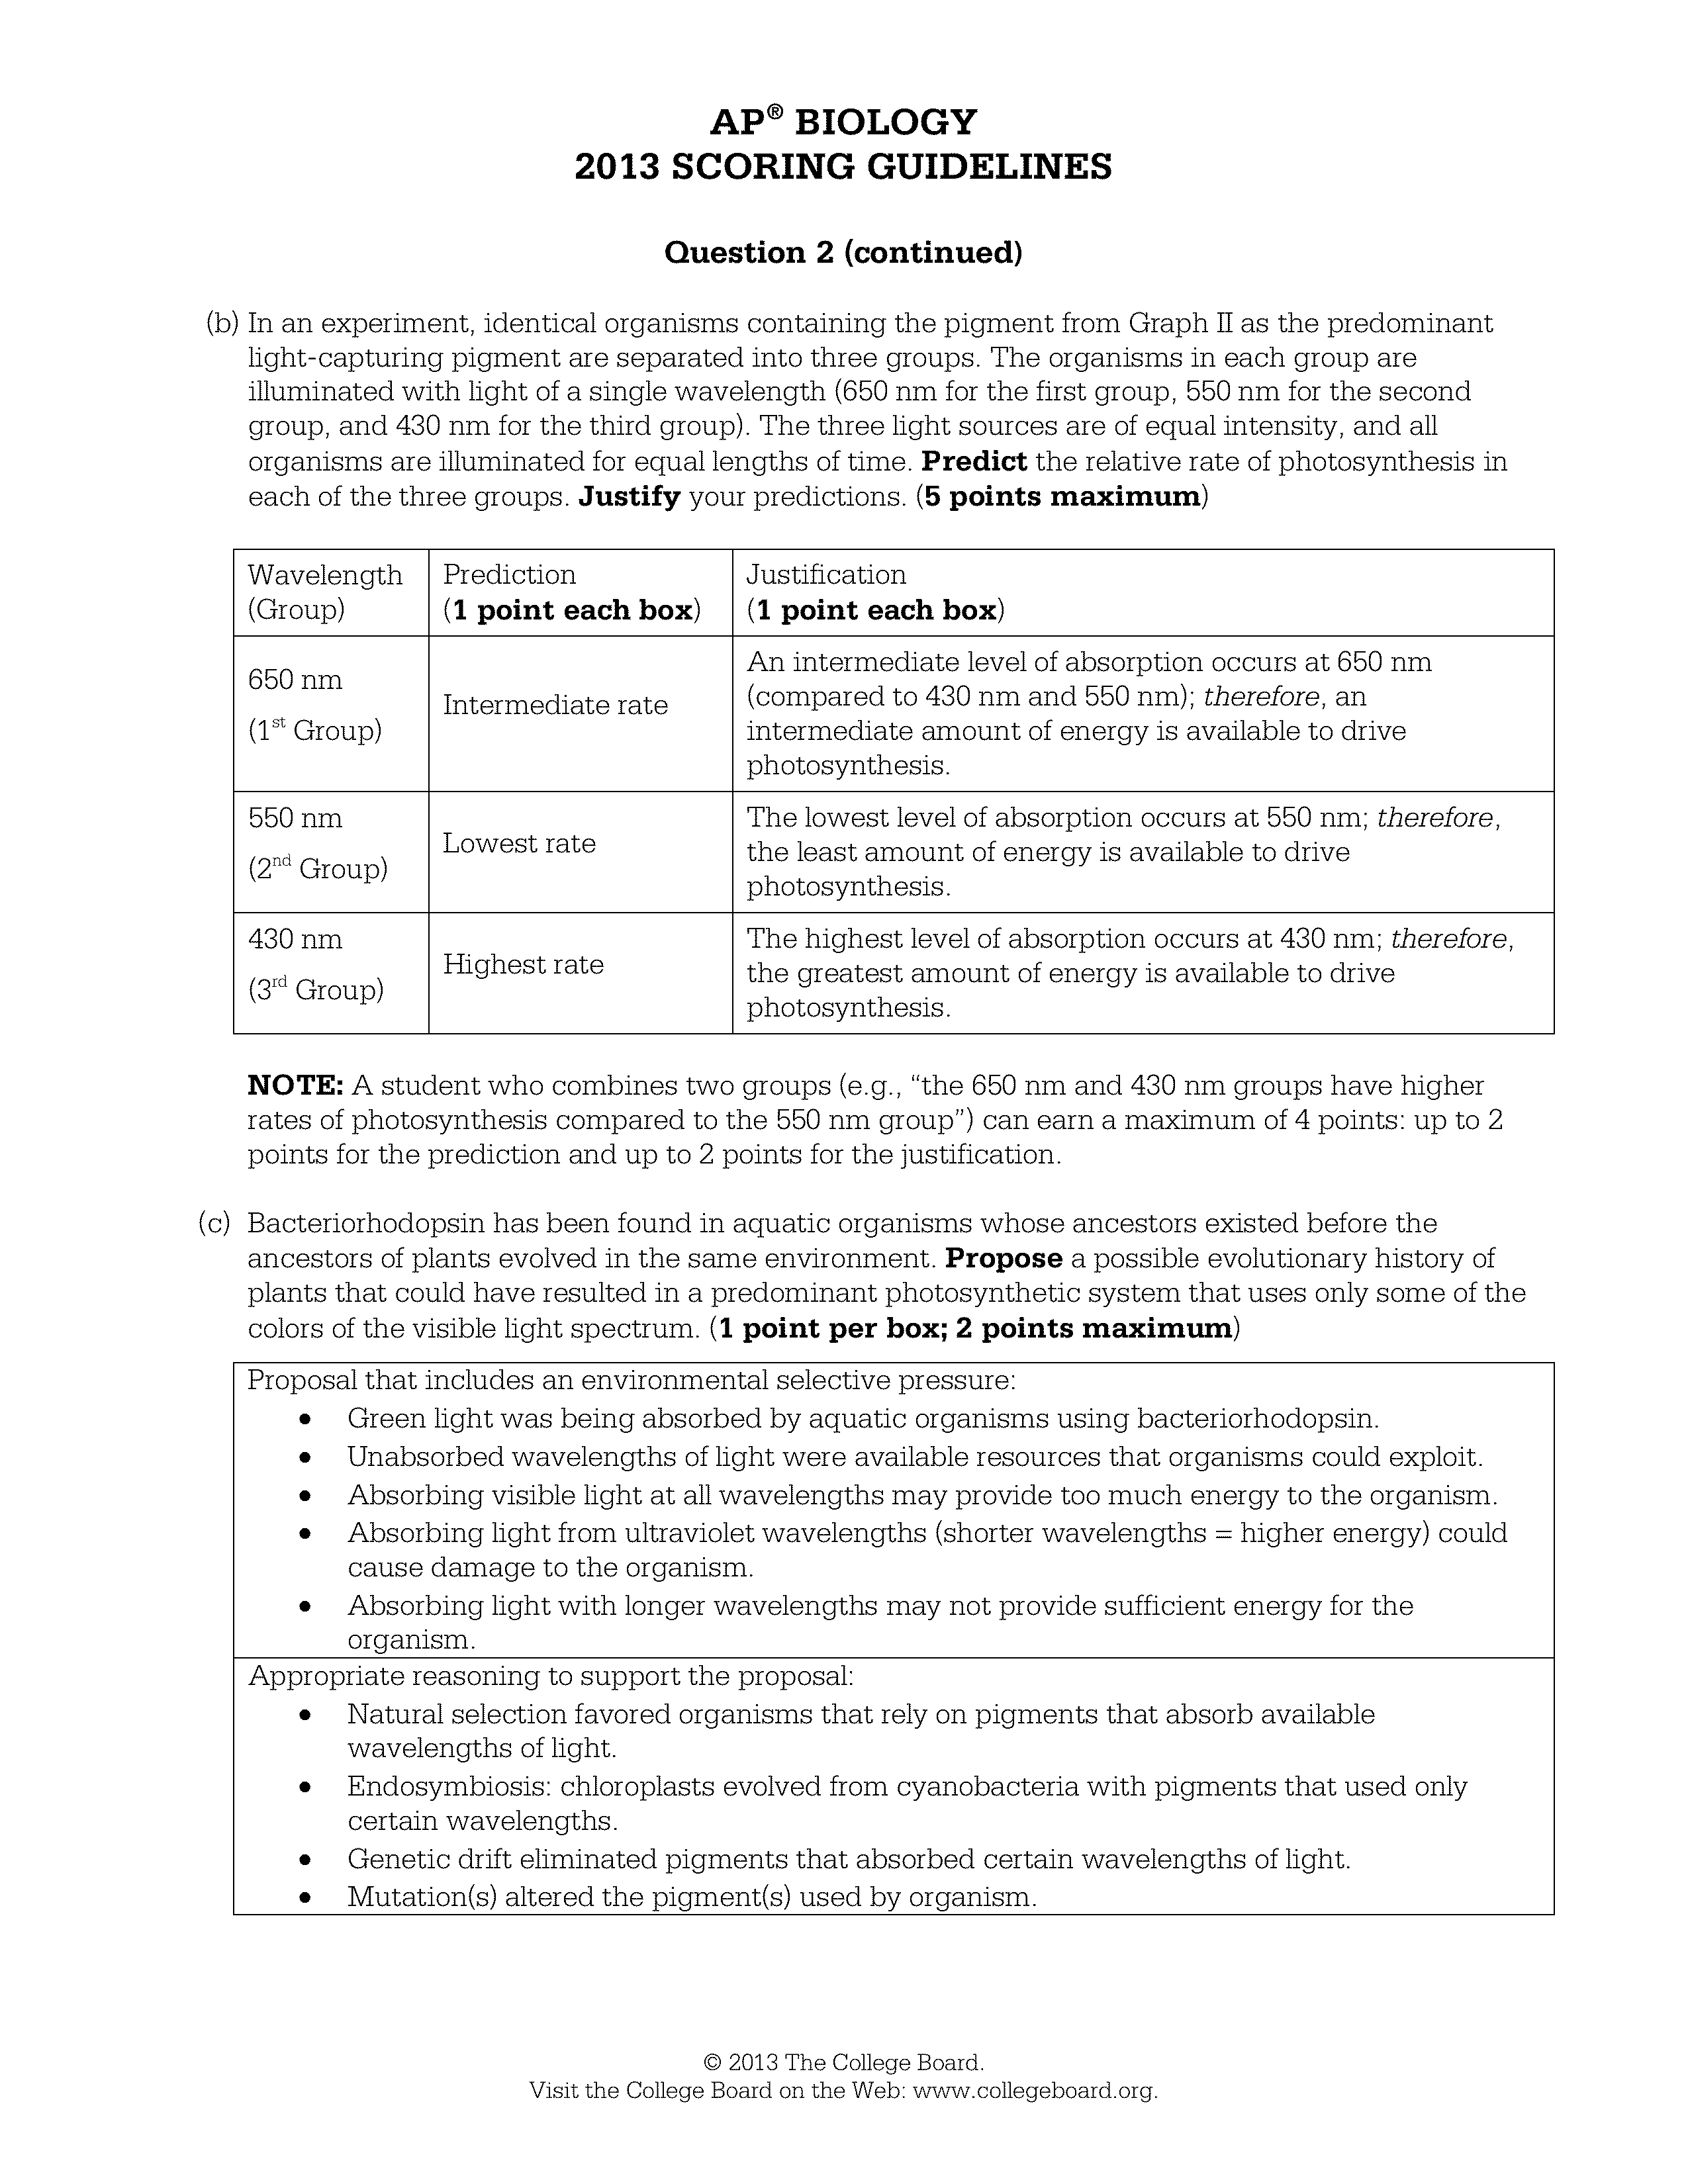 AP® BIOLOGY
2013 SCORING GUIDELINES
Question 2 (continued)
(b) In an experiment, identical organisms containing the pigment from Graph II as the predominant
light-capturing pigment are separated into three groups. The organisms in each group are
illuminated with light of a single wavelength (650 nm for the first group, 550 nm for the second
group, and 430 nm for the third group). The three light sources are of equal intensity, and all
organisms are illuminated for equal lengths of time. Predict the relative rate of photosynthesis in
each of the three groups. Justify your predictions. (5 points maximum)
Wavelength
(Group)
Prediction
(1 point each box)
Justification
(1 point each box)
650 nm
(1st Group)
Intermediate rate
An intermediate level of absorption occurs at 650 nm
(compared to 430 nm and 550 nm); therefore, an
intermediate amount of energy is available to drive
photosynthesis.
550 nm
(2nd Group)
Lowest rate
The lowest level of absorption occurs at 550 nm; therefore,
the least amount of energy is available to drive
photosynthesis.
430 nm
(3rd Group)
Highest rate
The highest level of absorption occurs at 430 nm; therefore,
the greatest amount of energy is available to drive
photosynthesis.
NOTE: A student who combines two groups (e.g., “the 650 nm and 430 nm groups have higher
rates of photosynthesis compared to the 550 nm group”) can earn a maximum of 4 points: up to 2
points for the prediction and up to 2 points for the justification.
(c) Bacteriorhodopsin has been found in aquatic organisms whose ancestors existed before the
ancestors of plants evolved in the same environment. Propose a possible evolutionary history of
plants that could have resulted in a predominant photosynthetic system that uses only some of the
colors of the visible light spectrum. (1 point per box; 2 points maximum)
Proposal that includes an environmental selective pressure:
• Green light was being absorbed by aquatic organisms using bacteriorhodopsin.
• Unabsorbed wavelengths of light were available resources that organisms could exploit.
• Absorbing visible light at all wavelengths may provide too much energy to the organism.
• Absorbing light from ultraviolet wavelengths (shorter wavelengths = higher energy) could
cause damage to the organism.
• Absorbing light with longer wavelengths may not provide sufficient energy for the
organism.
Appropriate reasoning to support the proposal:
• Natural selection favored organisms that rely on pigments that absorb available
wavelengths of light.
• Endosymbiosis: chloroplasts evolved from cyanobacteria with pigments that used only
certain wavelengths.
• Genetic drift eliminated pigments that absorbed certain wavelengths of light.
• Mutation(s) altered the pigment(s) used by organism.
© 2013 The College Board.
Visit the College Board on the Web: www.collegeboard.org.